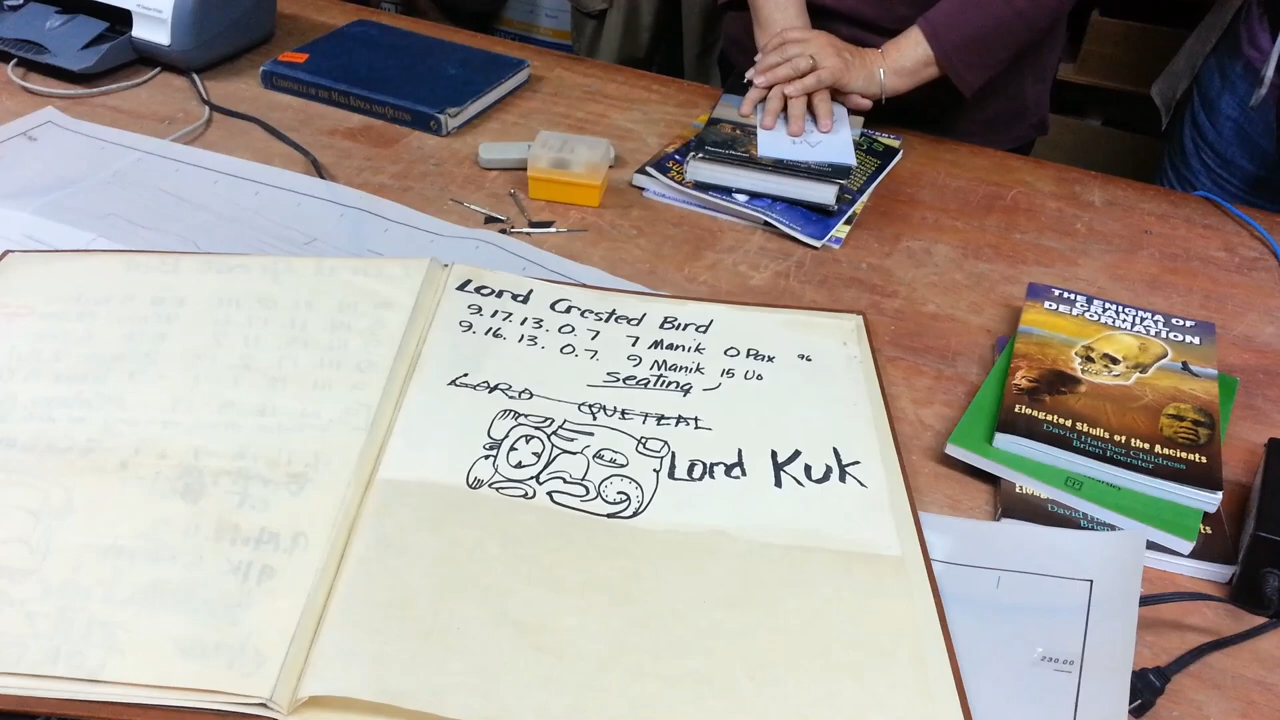 CHRONICLE OF THE MAYA KINGS AND QUEENS
Art
Lord Crested Bird
9.17.13.0.7 7 Manik 0 Pax 96
9.16.13.0.7. 9 Manik 15 Uo
Seating
LORD QUETZAL
Lord Kuk
THE ENIGMA OF
CRANIAL
DEFORMATION
Elongated Skulls of the Ancients
David Hatcher Childress
Brien Foerster
230.00